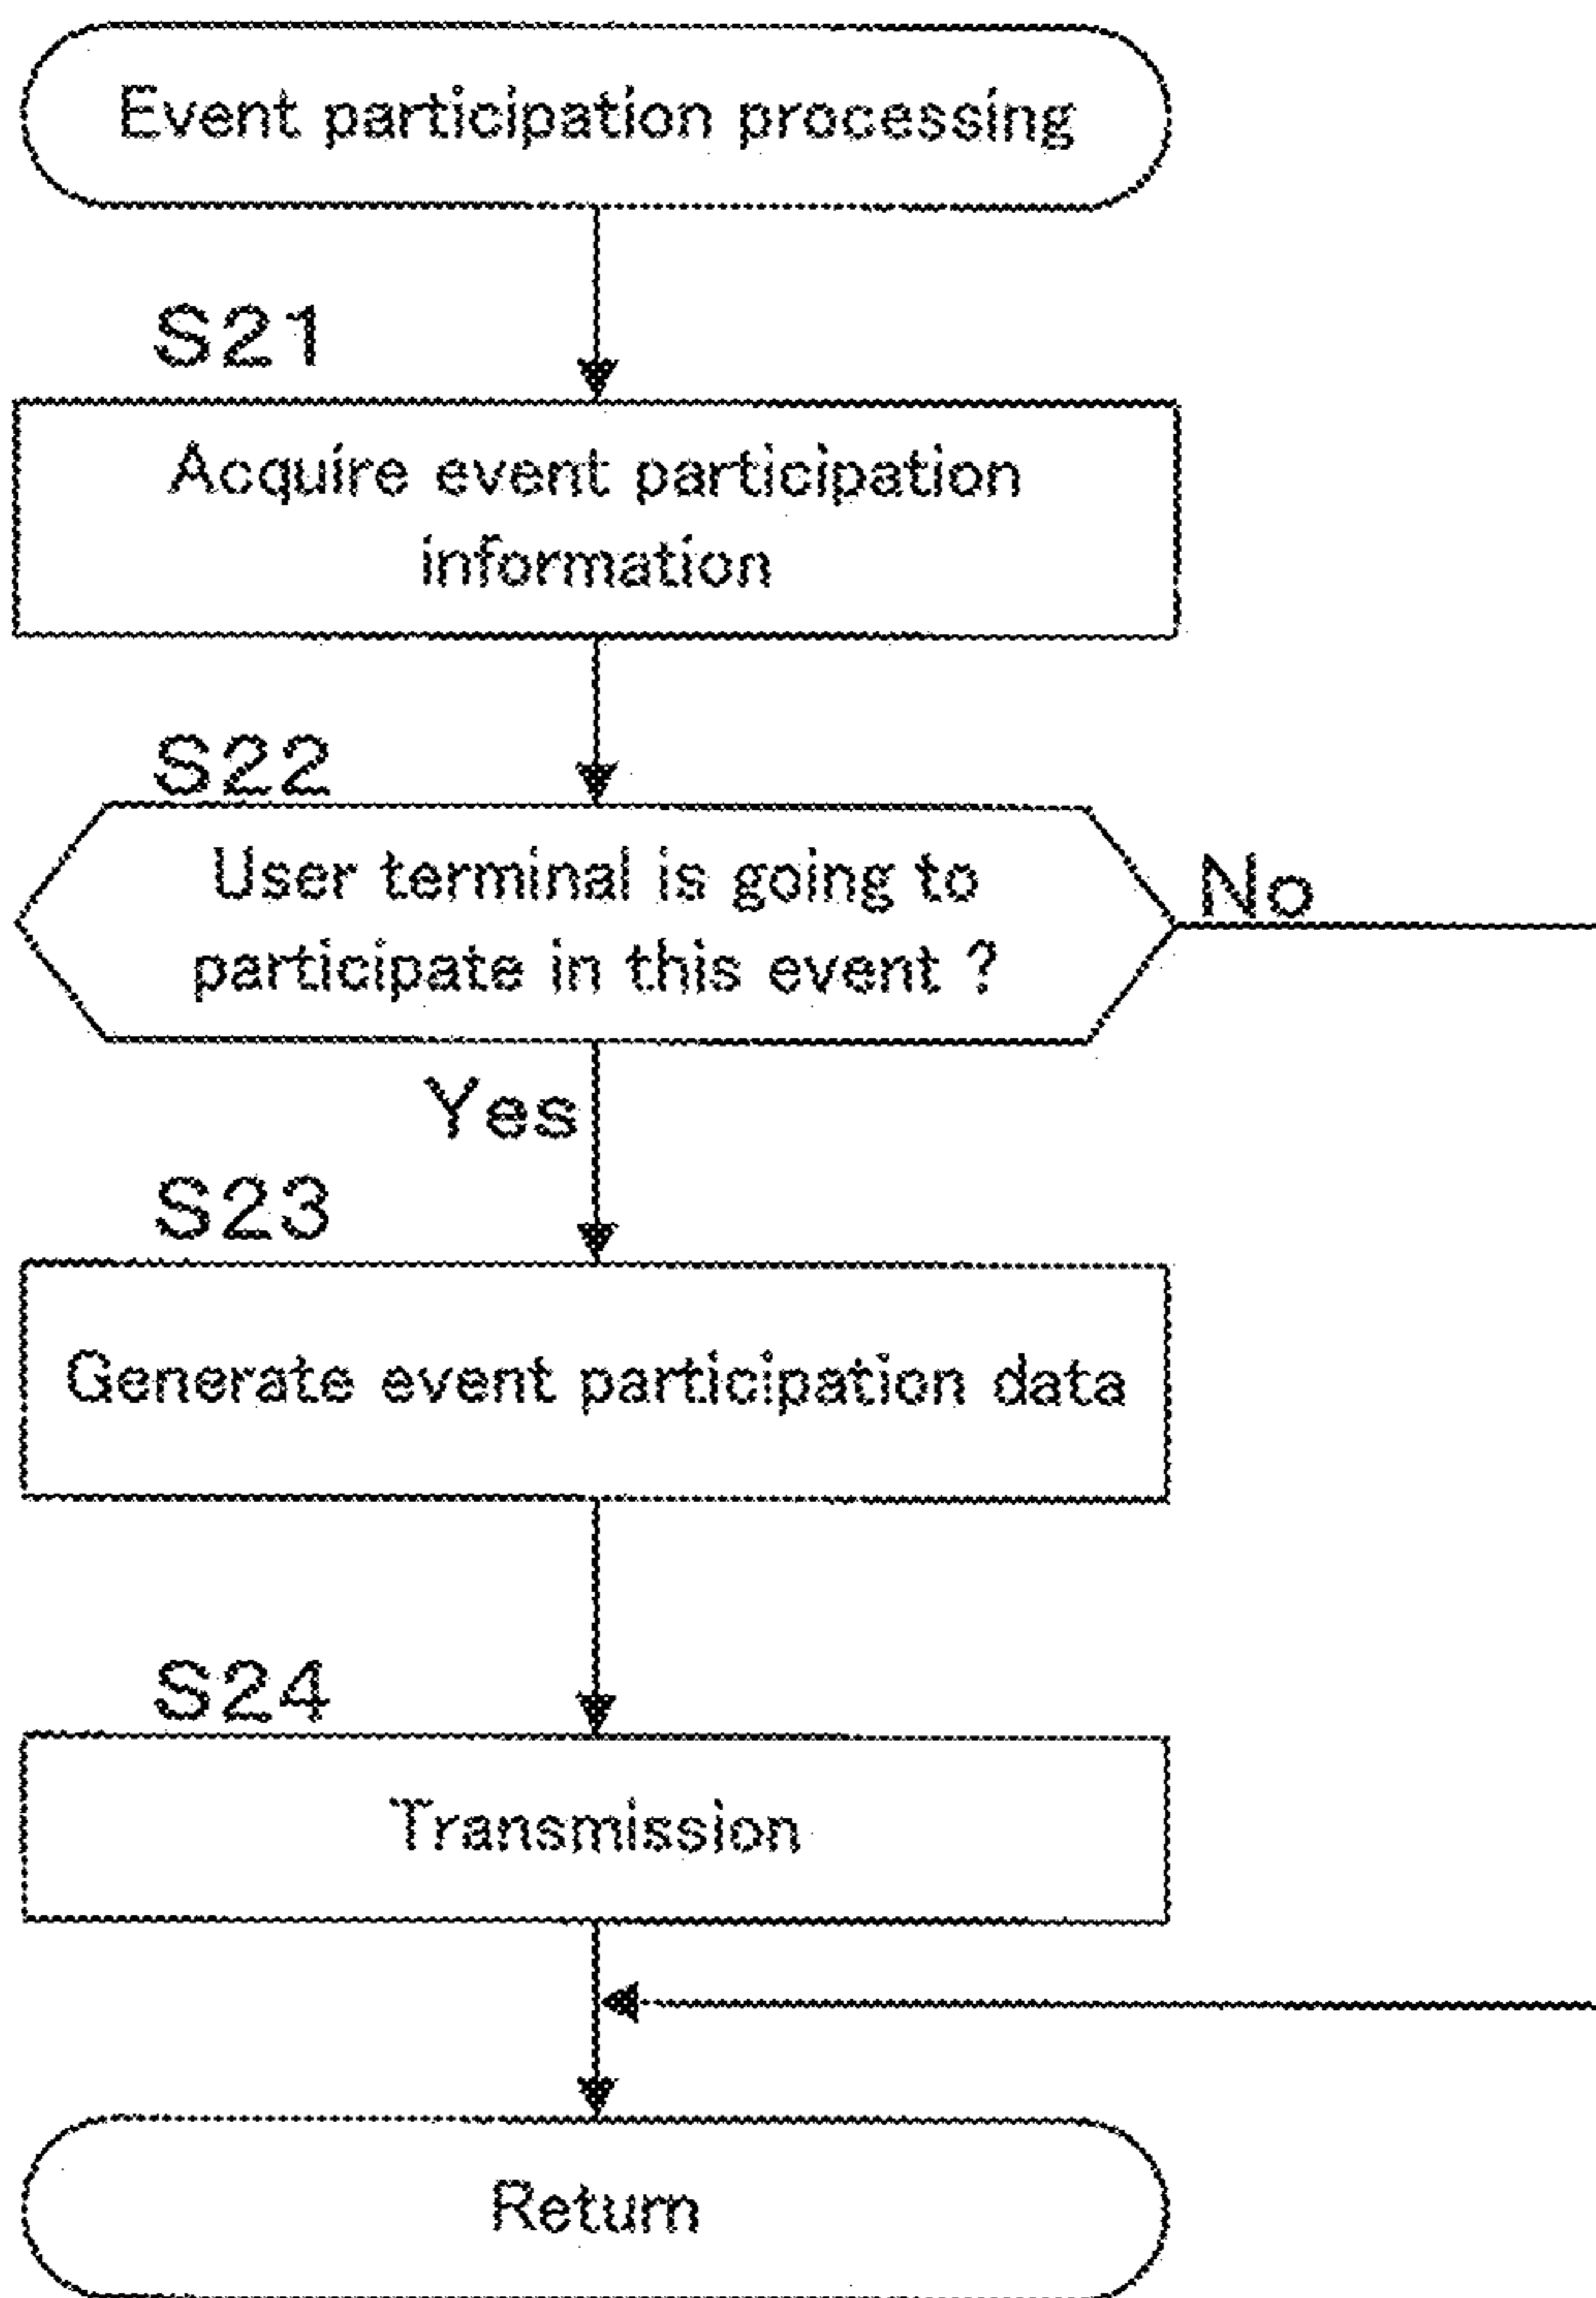 Event participation processing
S21
Acquire event participation
information
S22
User terminal is going to
participate in this event ?
No
Yes
S23
Generate event participation data
S24
Transmission
Return